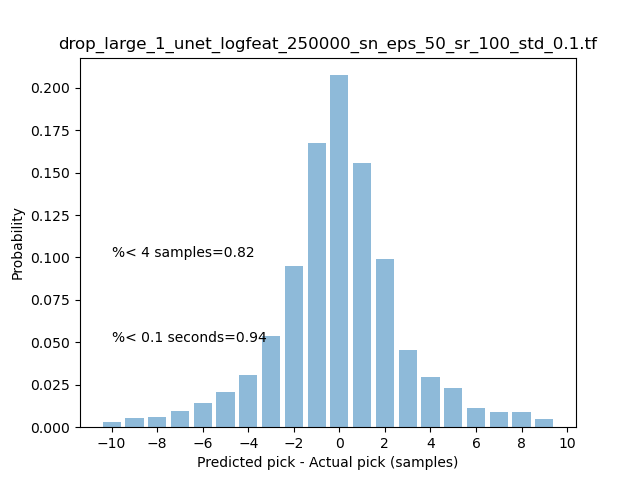 drop_large_1_unet_logfeat_250000_sn_eps_50_sr_100_std_0.1.tf
0.200
0.175
0.150
0.125
0.100
0.075
0.050
0.025
0.000
Probability
%< 4 samples=0.82
%< 0.1 seconds=0.94
−10 −8 −6 −4 −2 0 2 4 6 8 10
Predicted pick - Actual pick (samples)